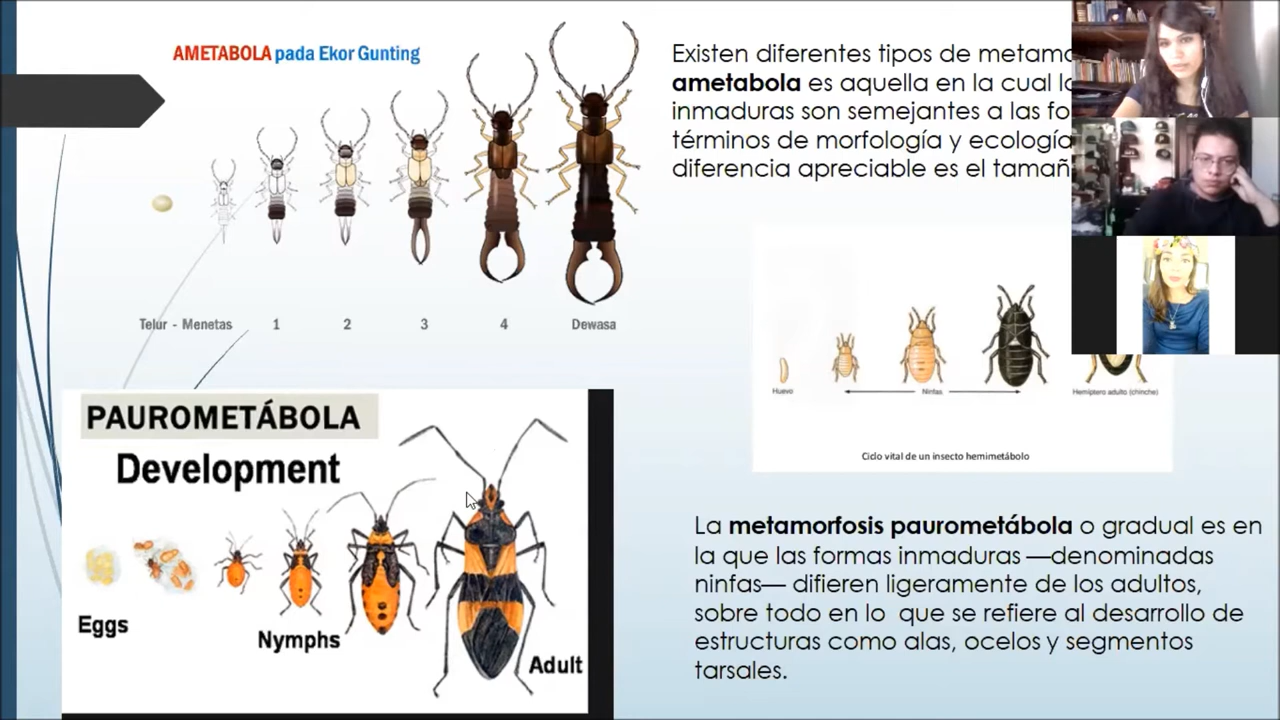 AMETABOLA pada Ekor Gunting
Telur - Menetas 1 2 3 4 Dewasa
Existen diferentes tipos de
ametabola es aquella en la cual
inmaduras son semejantes a las
términos de morfología y ecología
diferencia apreciable es el
Huevo
Ninfas
Hemíptero adulto (chinche)
Ciclo vital de un insecto hemimetábolo
PAUROMETÁBOLA
Development
Eggs
Nymphs
Adult
La metamorfosis paurometábola o gradual es en
la que las formas inmaduras —denominadas
ninfas— difieren ligeramente de los adultos,
sobre todo en lo que se refiere al desarrollo de
estructuras como alas, ocelos y segmentos
tarsales.